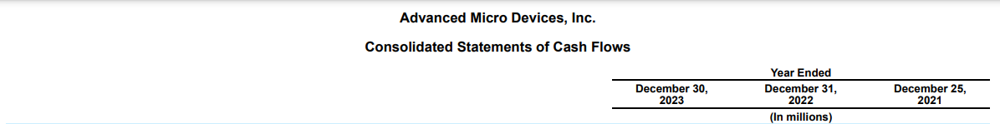 Advanced Micro Devices, Inc.
Consolidated Statements of Cash Flows
Year Ended
December 30, December 31, December 25,
2023 2022 2021
(In millions)